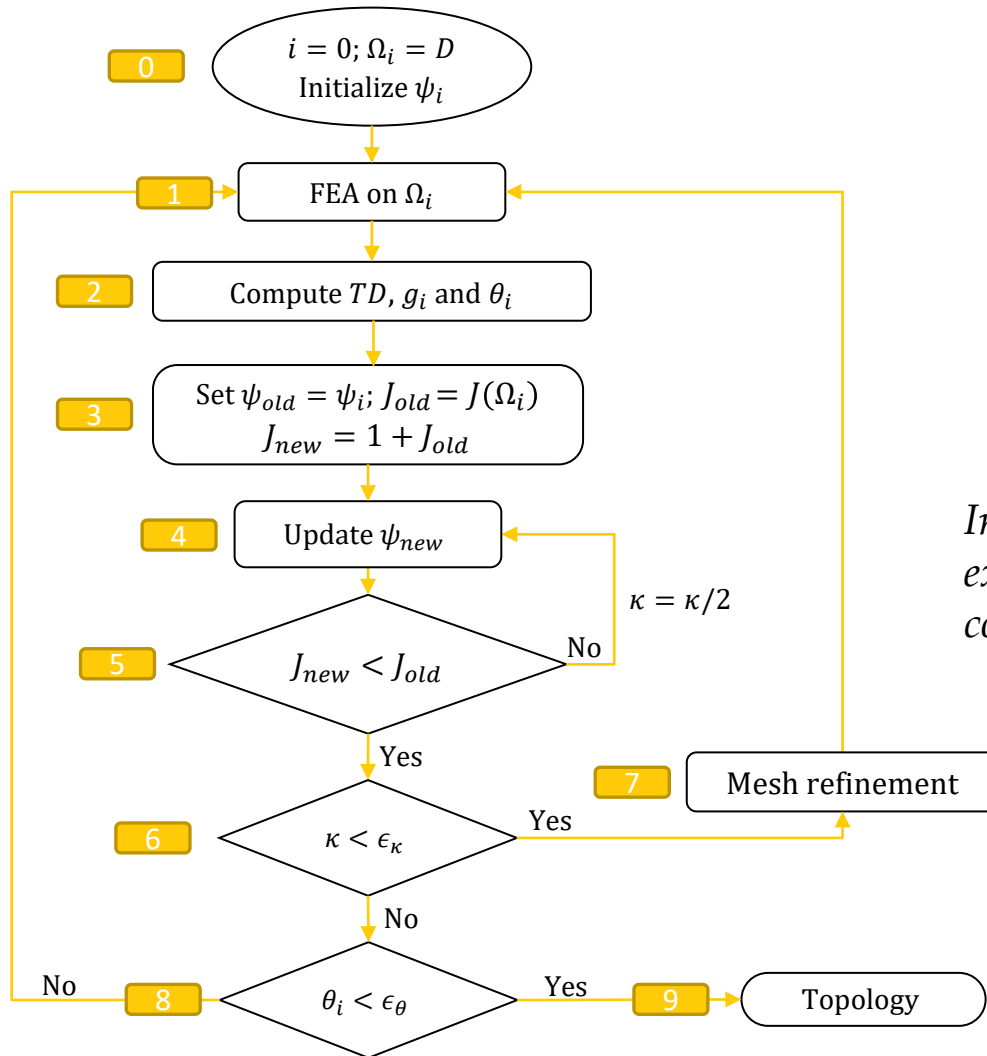 0
i = 0; Ω_i = D
Initialize ψ_i
1
FEA on Ω_i
2
Compute TD, g_i and θ_i
3
Set ψ_old = ψ_i; J_old = J(Ω_i)
J_new = 1 + J_old
4
Update ψ_new
κ = κ/2
5
J_new < J_old
No
Yes
7
Mesh refinement
6
κ < ϵ_κ
Yes
No
8
No
θ_i < ϵ_θ
Yes
9
Topology